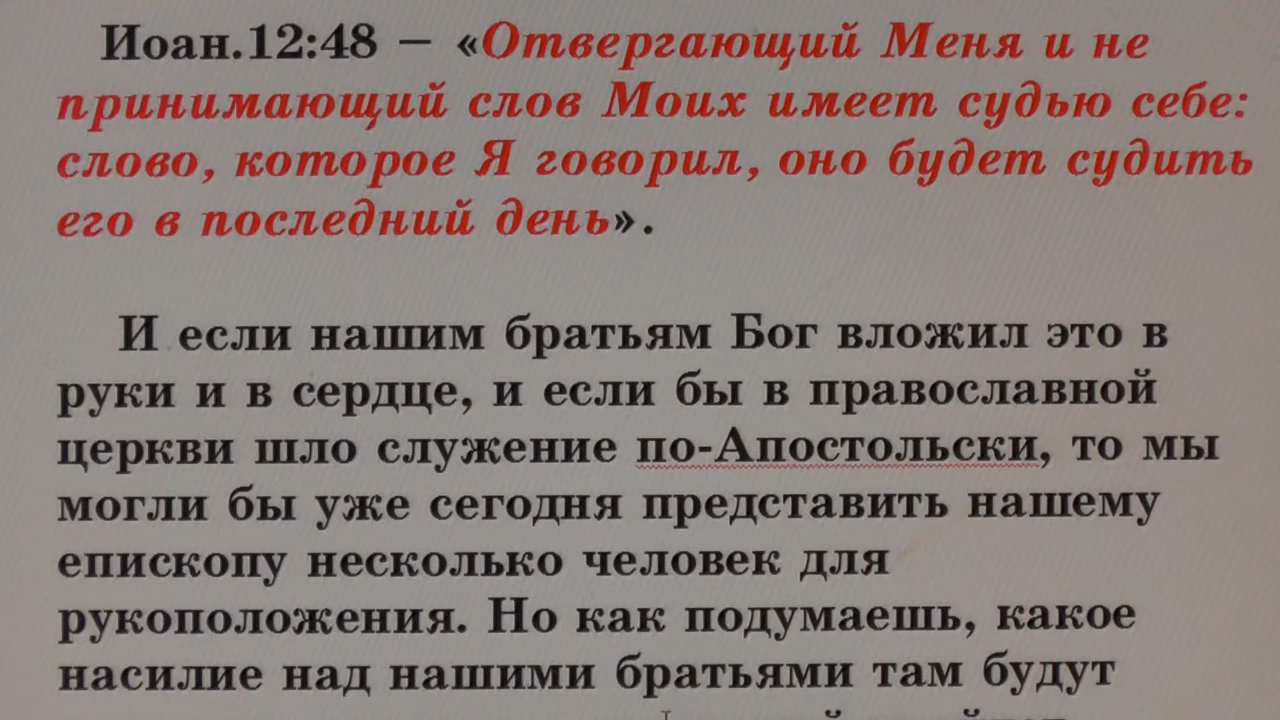 Иоан.12:48 – «Отвергающий Меня и не
принимающий слов Моих имеет судью себе:
слово, которое Я говорил, оно будет судить
его в последний день».
И если нашим братьям Бог вложил это в
руки и в сердце, и если бы в православной
церкви шло служение по-Апостольски, то мы
могли бы уже сегодня представить нашему
епископу несколько человек для
рукоположения. Но как подумаешь, какое
насилие над нашими братьями там будут